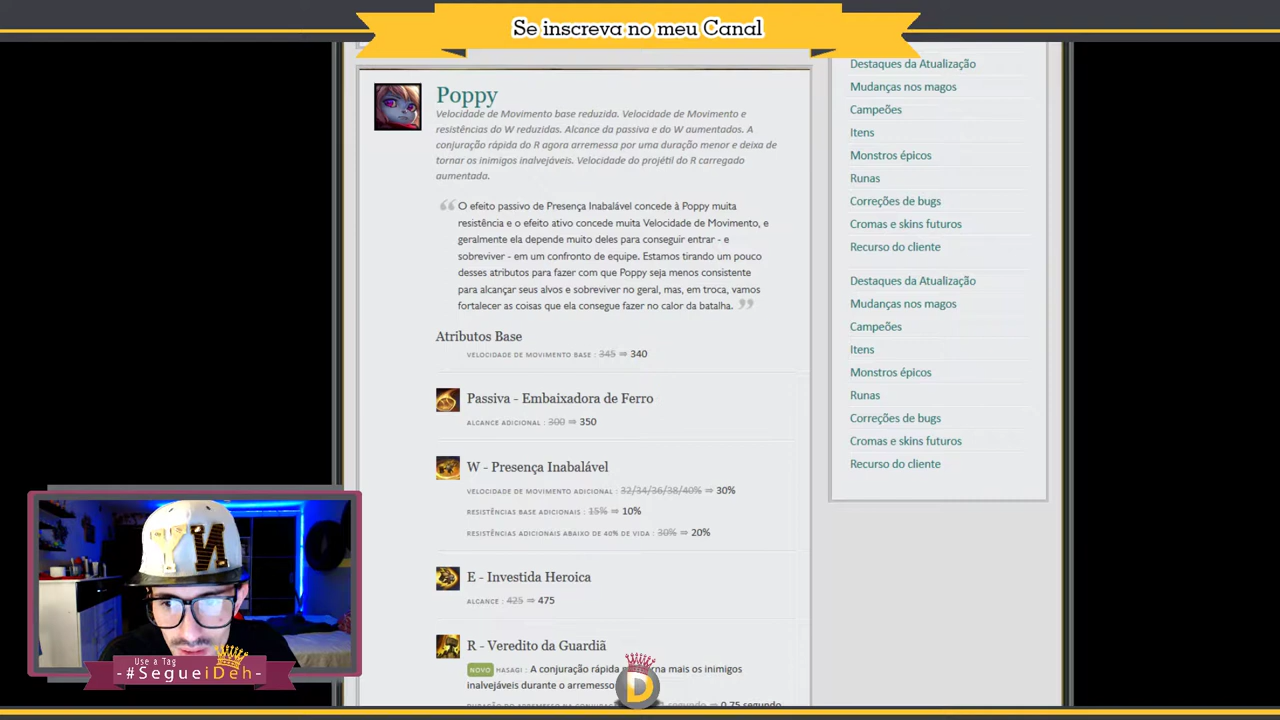 Se inscreva no meu Canal
Poppy
Velocidade de Movimento base reduzida. Velocidade de Movimento e
resistências do W reduzidas. Alcance da passiva e do W aumentados. A
conjuração rápida do R agora arremessa por uma duração menor e deixa de
tornar os inimigos inalvejáveis. Velocidade do projétil do R carregado
aumentada.
“ O efeito passivo de Presença Inabalável concede à Poppy muita
resistência e o efeito ativo concede muita Velocidade de Movimento, e
geralmente ela depende muito deles para conseguir entrar - e
sobreviver - em um confronto de equipe. Estamos tirando um pouco
desses atributos para fazer com que Poppy seja menos consistente
para alcançar seus alvos e sobreviver no geral, mas, em troca, vamos
fortalecer as coisas que ela consegue fazer no calor da batalha. ”
Atributos Base
VELOCIDADE DE MOVIMENTO BASE : 345 ⇒ 340
Passiva - Embaixadora de Ferro
ALCANCE ADICIONAL : 300 ⇒ 350
W - Presença Inabalável
VELOCIDADE DE MOVIMENTO ADICIONAL : 32/34/36/38/40% ⇒ 30%
RESISTÊNCIAS BASE ADICIONAIS : 15% ⇒ 10%
RESISTÊNCIAS ADICIONAIS ABAIXO DE 40% DE VIDA : 30% ⇒ 20%
E - Investida Heroica
ALCANCE : 425 ⇒ 475
R - Veredito da Guardiã
NOVO HASAGI : A conjuração rápida mais os inimigos
inalvejáveis durante o arremesso
0,75 segundo
Destaques da Atualização
Mudanças nos magos
Campeões
Itens
Monstros épicos
Runas
Correções de bugs
Cromas e skins futuros
Recurso do cliente
Destaques da Atualização
Mudanças nos magos
Campeões
Itens
Monstros épicos
Runas
Correções de bugs
Cromas e skins futuros
Recurso do cliente
NY
Use a Tag
-#SegueiDeh-
D